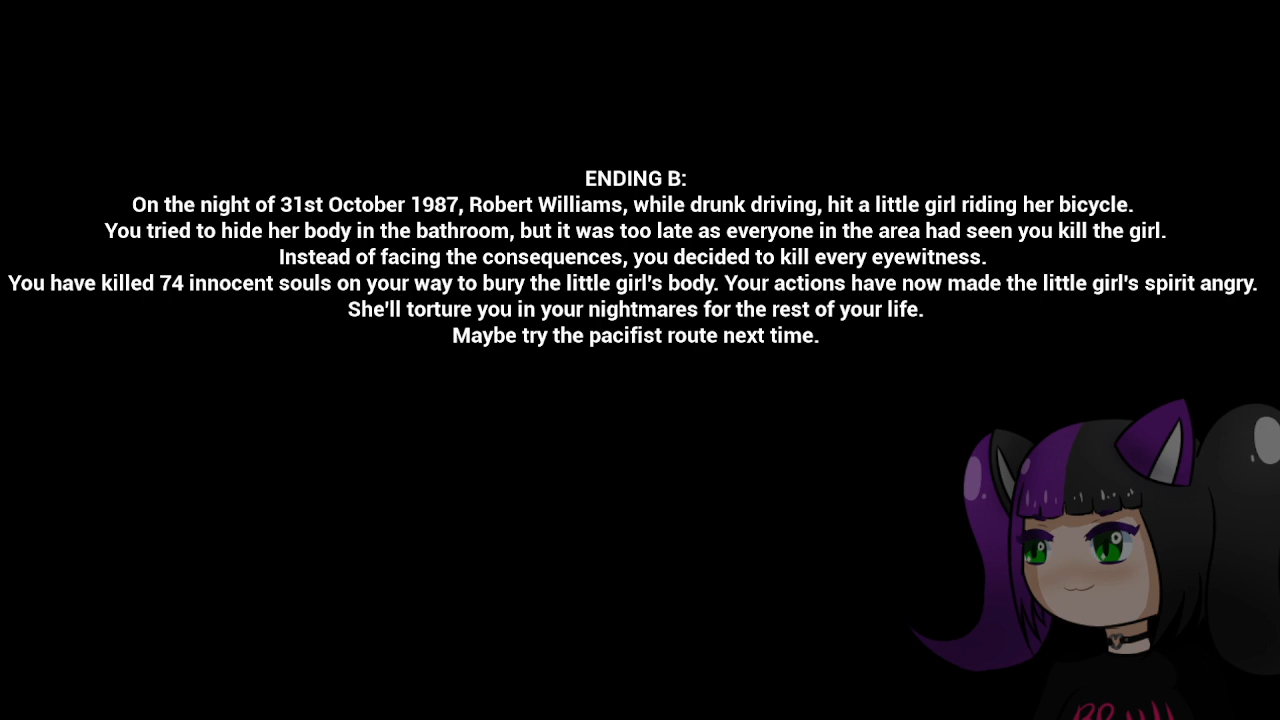 ENDING B:
On the night of 31st October 1987, Robert Williams, while drunk driving, hit a little girl riding her bicycle.
You tried to hide her body in the bathroom, but it was too late as everyone in the area had seen you kill the girl.
Instead of facing the consequences, you decided to kill every eyewitness.
You have killed 74 innocent souls on your way to bury the little girl's body. Your actions have now made the little girl's spirit angry.
She'll torture you in your nightmares for the rest of your life.
Maybe try the pacifist route next time.